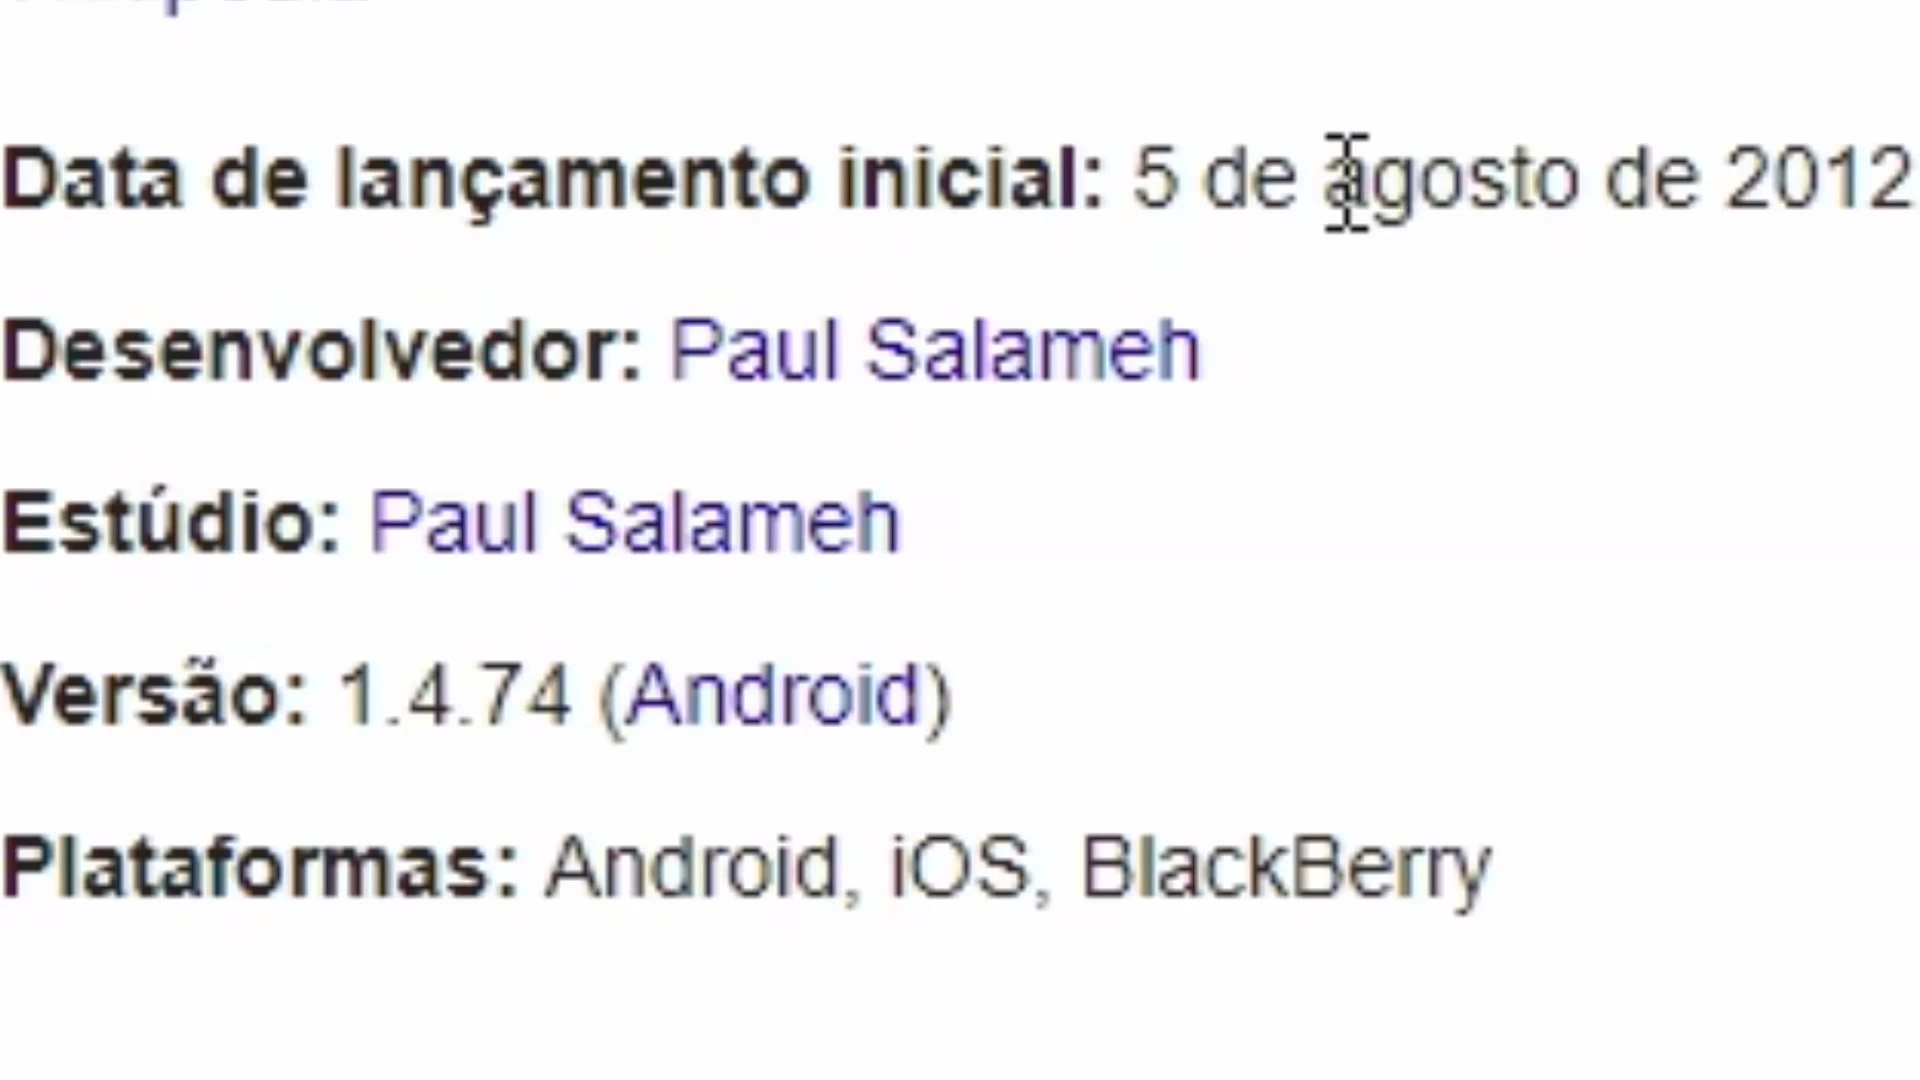 Data de lançamento inicial: 5 de agosto de 2012
Desenvolvedor: Paul Salameh
Estúdio: Paul Salameh
Versão: 1.4.74 (Android)
Plataformas: Android, iOS, BlackBerry